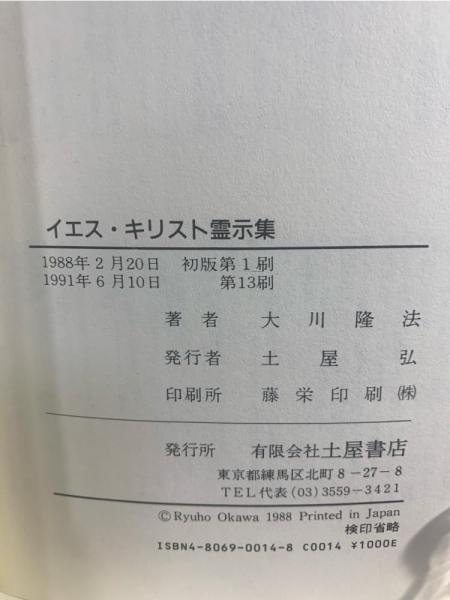 イエス・キリスト霊示集
1988年2月20日　初版第1刷
1991年6月10日　第13刷
著者　大川隆法
発行者　土屋弘
印刷所　藤栄印刷㈱
発行所　有限会社土屋書店
東京都練馬区北町8－27－8
TEL代表(03)3559－3421
©Ryuho Okawa 1988 Printed in Japan
検印省略
ISBN4-8069-0014-8 C0014 ¥1000E